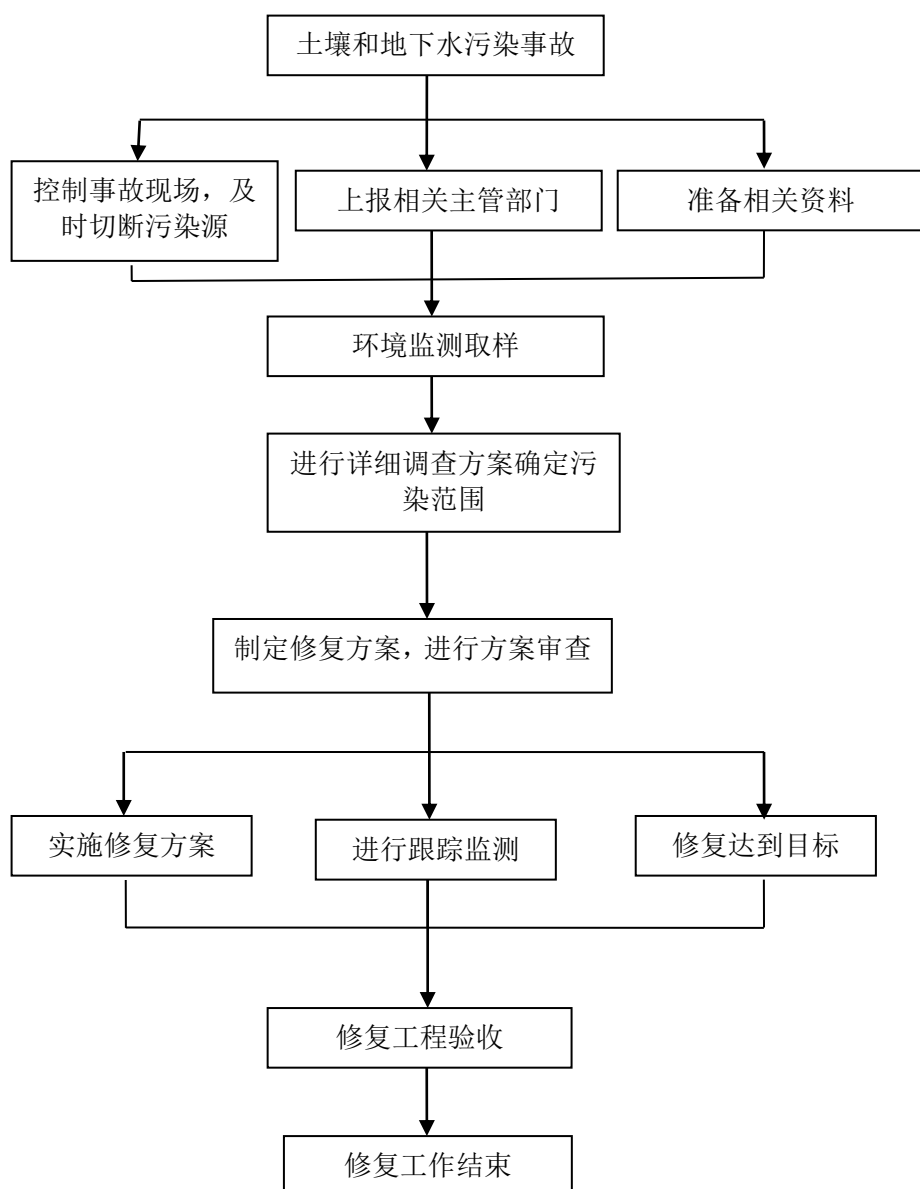 土壤和地下水污染事故
控制事故现场，及
时切断污染源
上报相关主管部门
准备相关资料
环境监测取样
进行详细调查方案确定污
染范围
制定修复方案，进行方案审查
实施修复方案
进行跟踪监测
修复达到目标
修复工程验收
修复工作结束